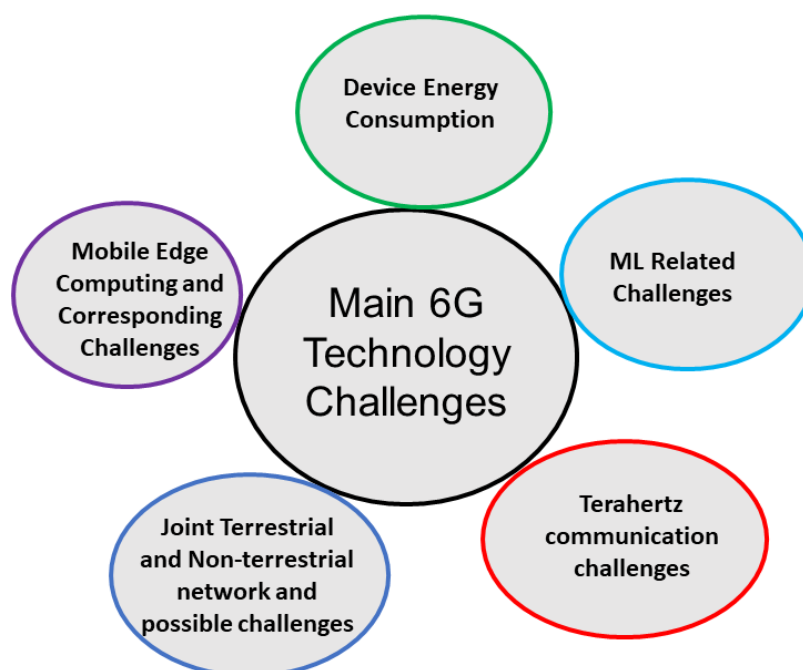 Device Energy
Consumption
Mobile Edge
Computing and
Corresponding
Challenges
ML Related
Challenges
Main 6G
Technology
Challenges
Joint Terrestrial
and Non-terrestrial
network and
possible challenges
Terahertz
communication
challenges